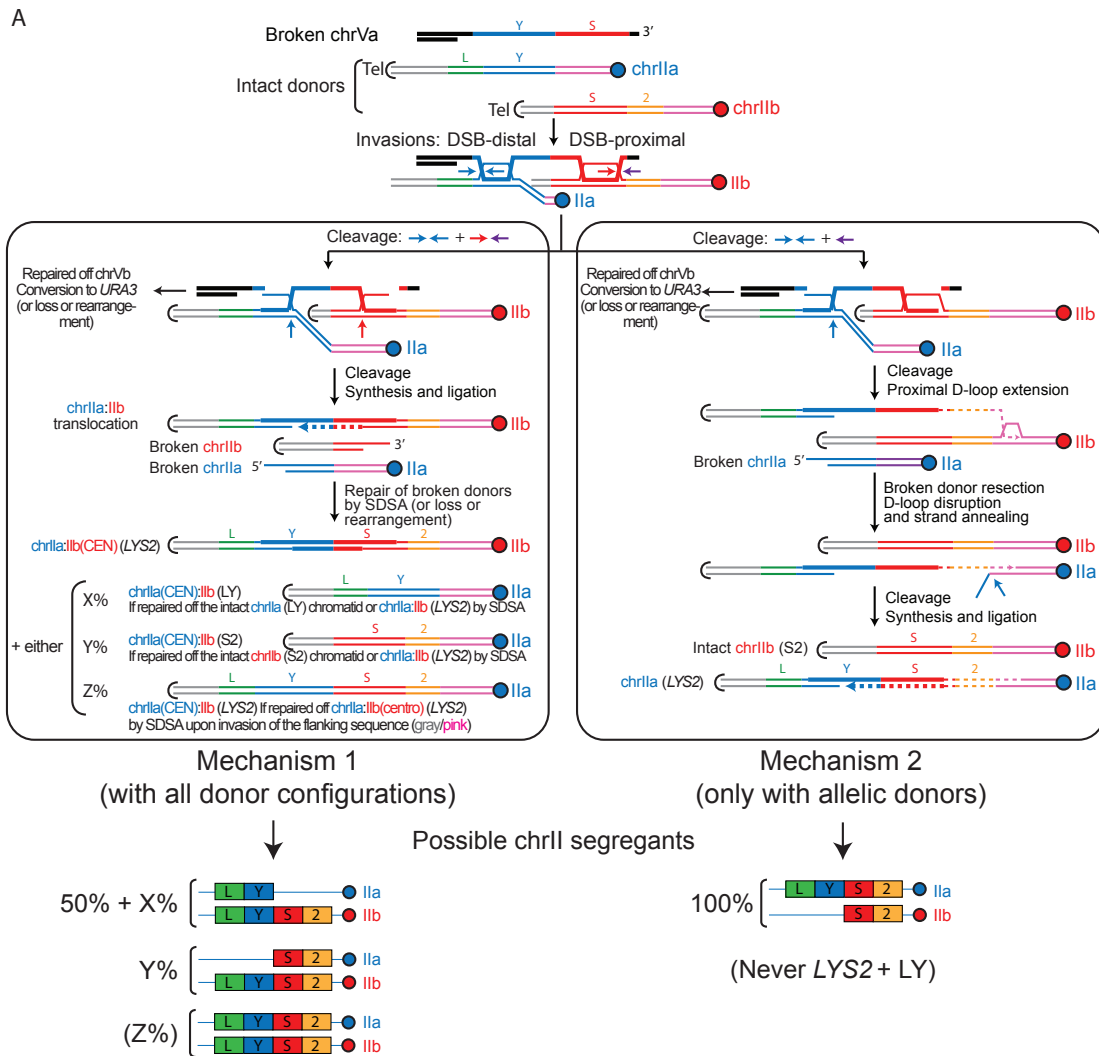 A
Broken chrVa
Y
S
3’
Intact donors
Tel
L
Y
chrIIa
Tel
S
2
chrIIb
Invasions: DSB-distal
DSB-proximal
IIb
IIa
Cleavage: +
Repaired off chrVb
Conversion to URA3
(or loss or rearrange-
ment)
IIb
IIa
Cleavage
Synthesis and ligation
chrIIa:IIb
translocation
IIb
Broken chrIIb
3’
Broken chrIIa
5’
IIa
Repair of broken donors
by SDSA (or loss or
rearrangement)
L
Y
S
2
chrIIa:IIb(CEN) (LYS2)
IIb
+ either
X%
chrIIa(CEN):IIb (LY)
L
Y
IIa
If repaired off the intact chrIIa (LY) chromatid or chrIIa:IIb (LYS2) by SDSA
Y%
chrIIa(CEN):IIb (S2)
S
2
IIa
If repaired off the intact chrIIb (S2) chromatid or chrIIa:IIb (LYS2) by SDSA
Z%
L
Y
S
2
IIa
chrIIa(CEN):IIb (LYS2) If repaired off chrIIa:IIb(centro) (LYS2)
by SDSA upon invasion of the flanking sequence (gray/pink)
Cleavage: +
Repaired off chrVb
Conversion to URA3
(or loss or rearrange-
ment)
IIb
IIa
Cleavage
Proximal D-loop extension
IIb
Broken chrIIa
5’
IIa
Broken donor resection
D-loop disruption
and strand annealing
IIb
IIa
Cleavage
Synthesis and ligation
S
2
Intact chrIIb (S2)
IIb
L
Y
S
2
chrIIa (LYS2)
IIa
Mechanism 1
(with all donor configurations)
Mechanism 2
(only with allelic donors)
Possible chrII segregants
50% + X%
L Y
IIa
L Y S 2
IIb
Y%
S 2
IIa
L Y S 2
IIb
(Z%)
L Y S 2
IIa
L Y S 2
IIb
100%
L Y S 2
IIa
S 2
IIb
(Never LYS2 + LY)